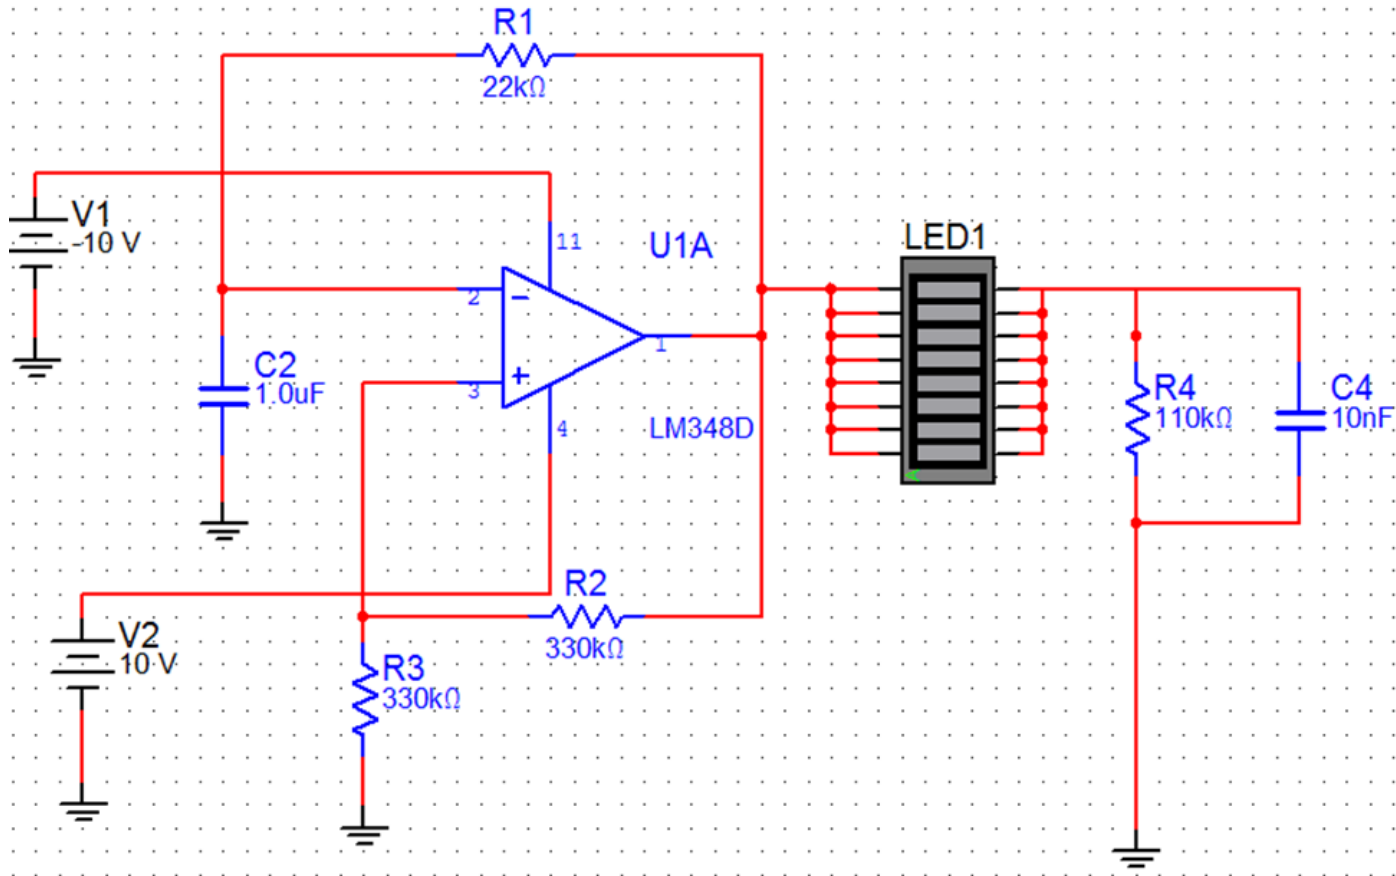 R1
22kΩ
V1
-10 V
11
U1A
LED1
2
−
1
C2
1.0uF
+
3
R4
110kΩ
C4
10nF
4
LM348D
R2
330kΩ
V2
10 V
R3
330kΩ